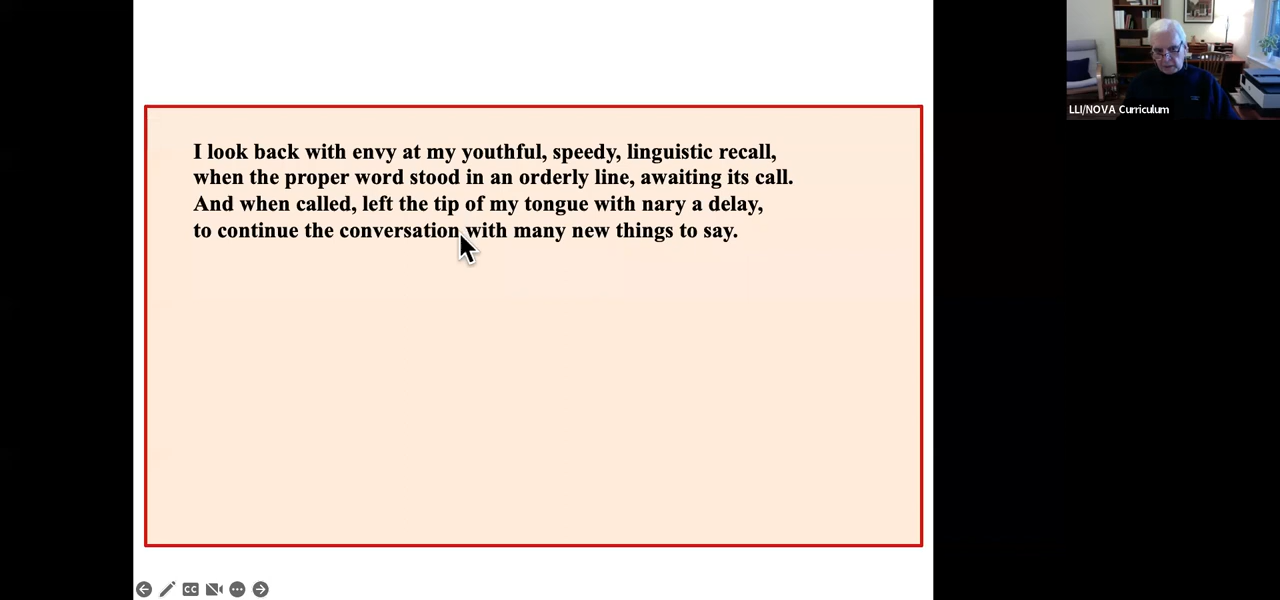 I look back with envy at my youthful, speedy, linguistic recall,
when the proper word stood in an orderly line, awaiting its call.
And when called, left the tip of my tongue with nary a delay,
to continue the conversation with many new things to say.
LLI/NOVA Curriculum
CC